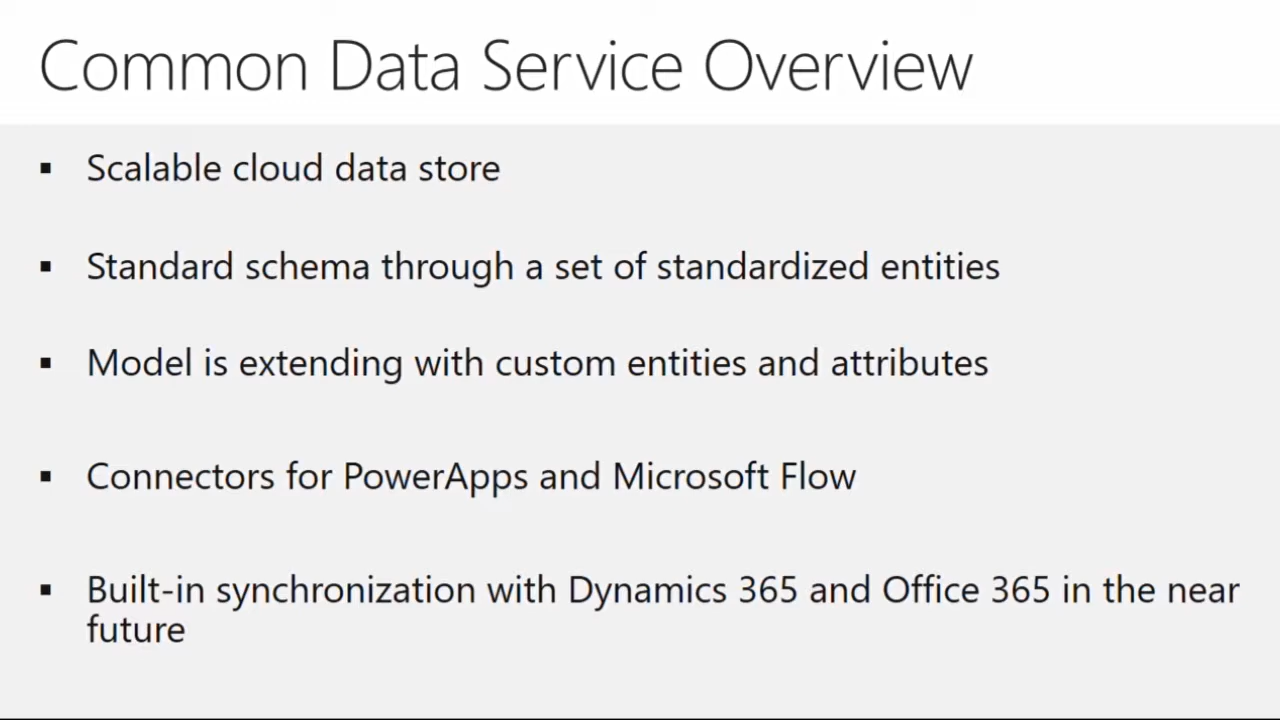 Common Data Service Overview
▪ Scalable cloud data store
▪ Standard schema through a set of standardized entities
▪ Model is extending with custom entities and attributes
▪ Connectors for PowerApps and Microsoft Flow
▪ Built-in synchronization with Dynamics 365 and Office 365 in the near
future